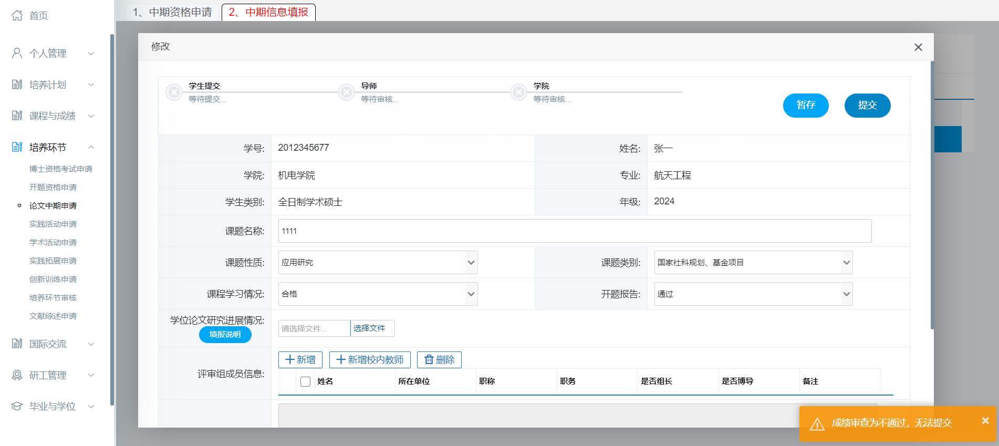 首页
个人管理
培养计划
课程与成绩
培养环节
博士资格考试申请
开题资格申请
论文中期申请
实践活动申请
学术活动申请
实践拓展申请
创新训练申请
培养环节审核
文献综述申请
国际交流
研工管理
毕业与学位
1、中期资格申请
2、中期信息填报
修改
学生提交
等待提交...
导师
等待审核...
学院
等待审核...
暂存
提交
学号: 2012345677
姓名: 张一
学院: 机电学院
专业: 航天工程
学生类别: 全日制学术硕士
年级: 2024
课题名称: 1111
课题性质: 应用研究
课题类别: 国家社科规划、基金项目
课程学习情况: 合格
开题报告: 通过
学位论文研究进展情况:
填报说明
请选择文件... 选择文件
评审组成员信息:
新增
新增校内教师
删除
姓名 所在单位 职称 职务 是否组长 是否博导 备注
成绩审查为不通过，无法提交